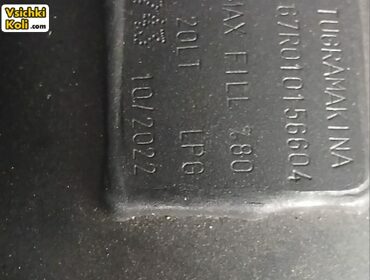 Vsichki
Koli.com
TUGRAMAKINA
67R010156604
MAX FILL %80
20LT LPG
10/2022